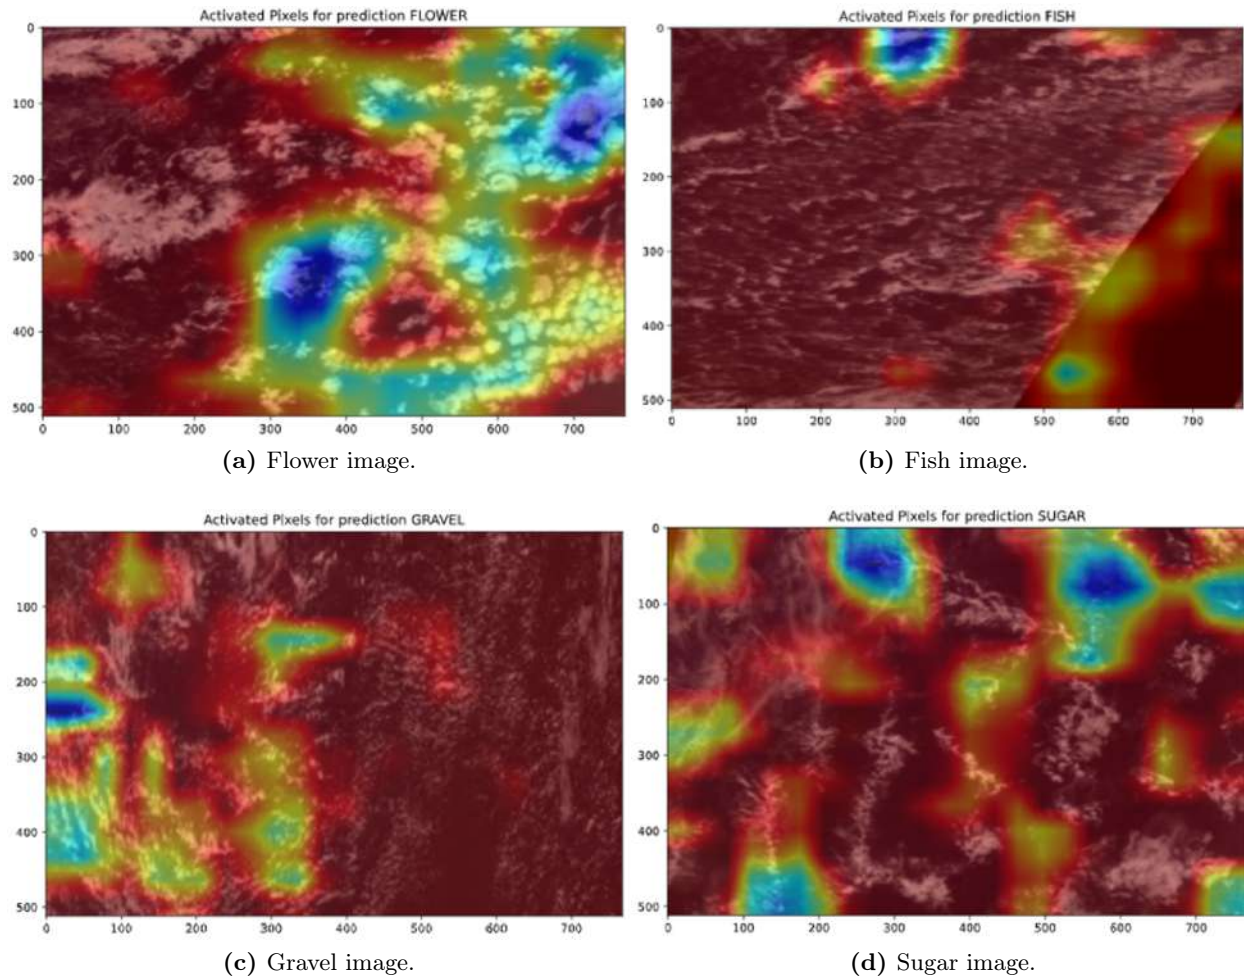 Activated Pixels for prediction FLOWER
0
100
200
300
400
500
0 100 200 300 400 500 600 700
(a) Flower image.
Activated Pixels for prediction FISH
0
100
200
300
400
500
0 100 200 300 400 500 600 700
(b) Fish image.
Activated Pixels for prediction GRAVEL
0
100
200
300
400
500
0 100 200 300 400 500 600 700
(c) Gravel image.
Activated Pixels for prediction SUGAR
0
100
200
300
400
500
0 100 200 300 400 500 600 700
(d) Sugar image.